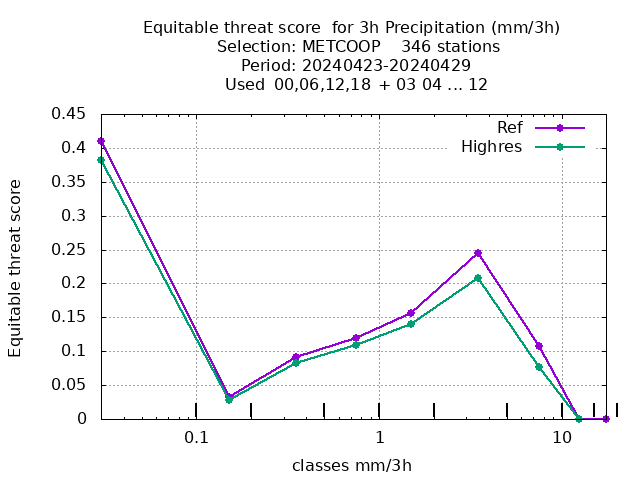 Equitable threat score  for 3h Precipitation (mm/3h)
Selection: METCOOP    346 stations
Period: 20240423-20240429
Used  00,06,12,18 + 03 04 ... 12
0.45
0.4
0.35
0.3
0.25
0.2
0.15
0.1
0.05
0
Equitable threat score
Ref
Highres
0.1
1
10
classes mm/3h